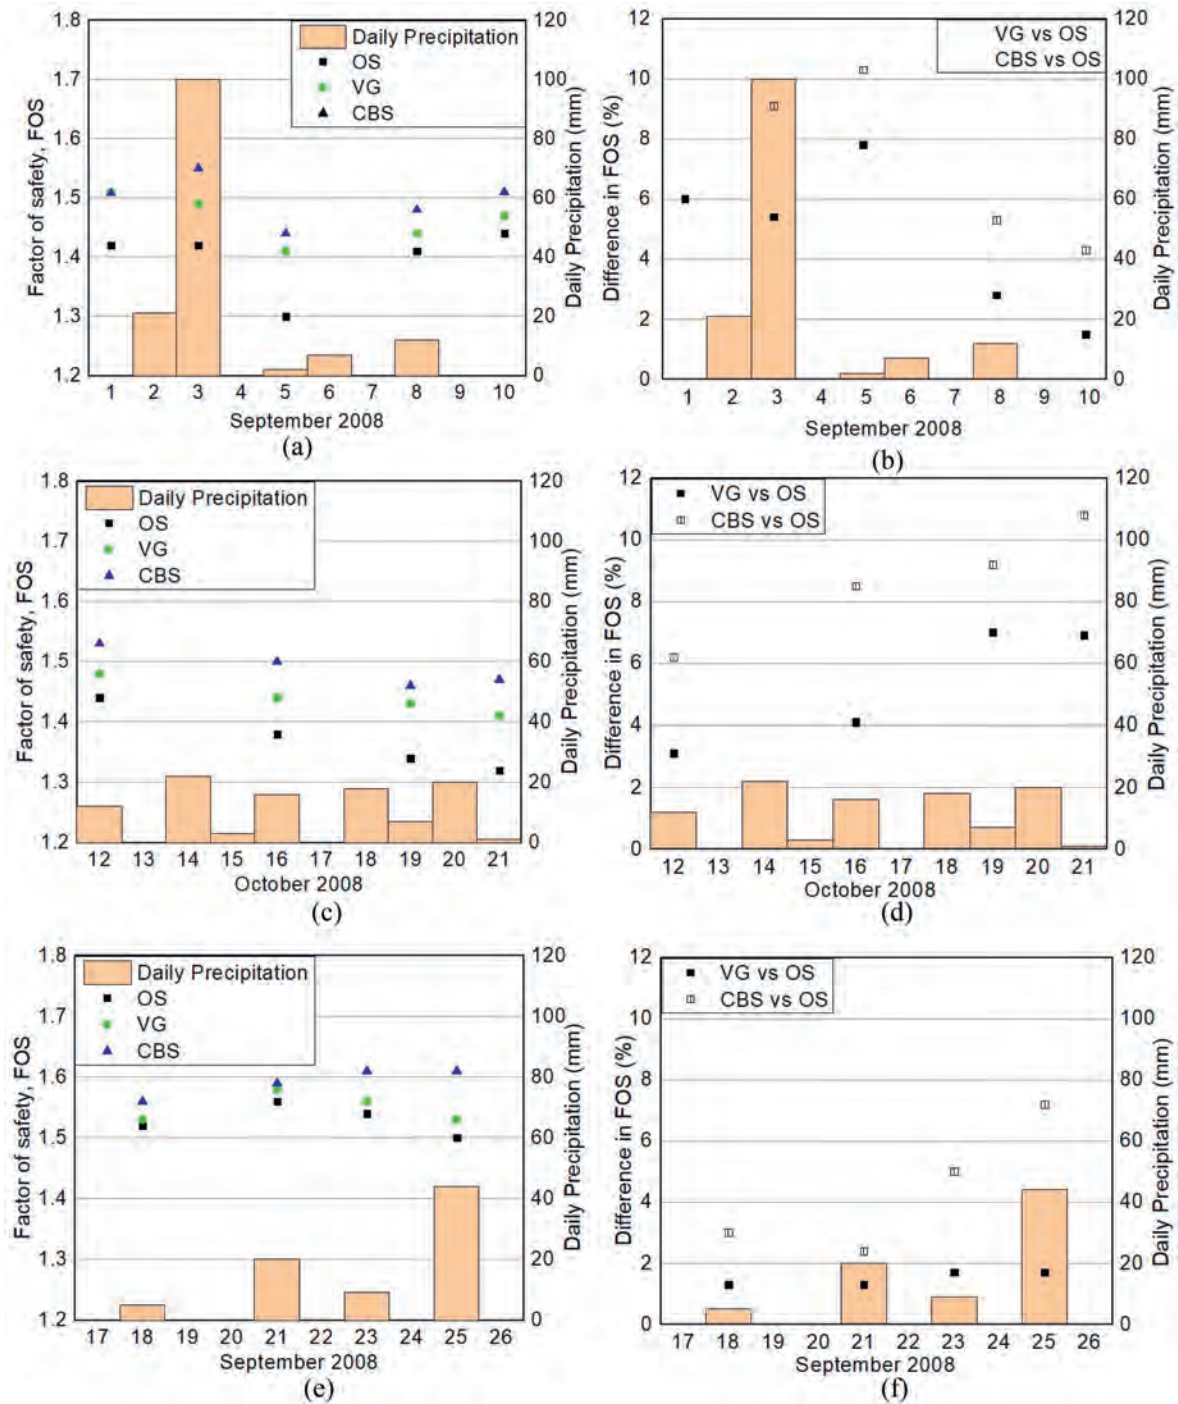 Factor of safety, FOS
1.8
1.7
1.6
1.5
1.4
1.3
1.2
Daily Precipitation
OS
VG
CBS
120
100
80
60
40
20
0
Daily Precipitation (mm)
1 2 3 4 5 6 7 8 9 10
September 2008
(a)
Difference in FOS (%)
12
10
8
6
4
2
0
VG vs OS
CBS vs OS
120
100
80
60
40
20
0
Daily Precipitation (mm)
1 2 3 4 5 6 7 8 9 10
September 2008
(b)
Factor of safety, FOS
1.8
1.7
1.6
1.5
1.4
1.3
1.2
Daily Precipitation
OS
VG
CBS
120
100
80
60
40
20
0
Daily Precipitation (mm)
12 13 14 15 16 17 18 19 20 21
October 2008
(c)
Difference in FOS (%)
12
10
8
6
4
2
0
VG vs OS
CBS vs OS
120
100
80
60
40
20
0
Daily Precipitation (mm)
12 13 14 15 16 17 18 19 20 21
October 2008
(d)
Factor of safety, FOS
1.8
1.7
1.6
1.5
1.4
1.3
1.2
Daily Precipitation
OS
VG
CBS
120
100
80
60
40
20
0
Daily Precipitation (mm)
17 18 19 20 21 22 23 24 25 26
September 2008
(e)
Difference in FOS (%)
12
10
8
6
4
2
0
VG vs OS
CBS vs OS
120
100
80
60
40
20
0
Daily Precipitation (mm)
17 18 19 20 21 22 23 24 25 26
September 2008
(f)